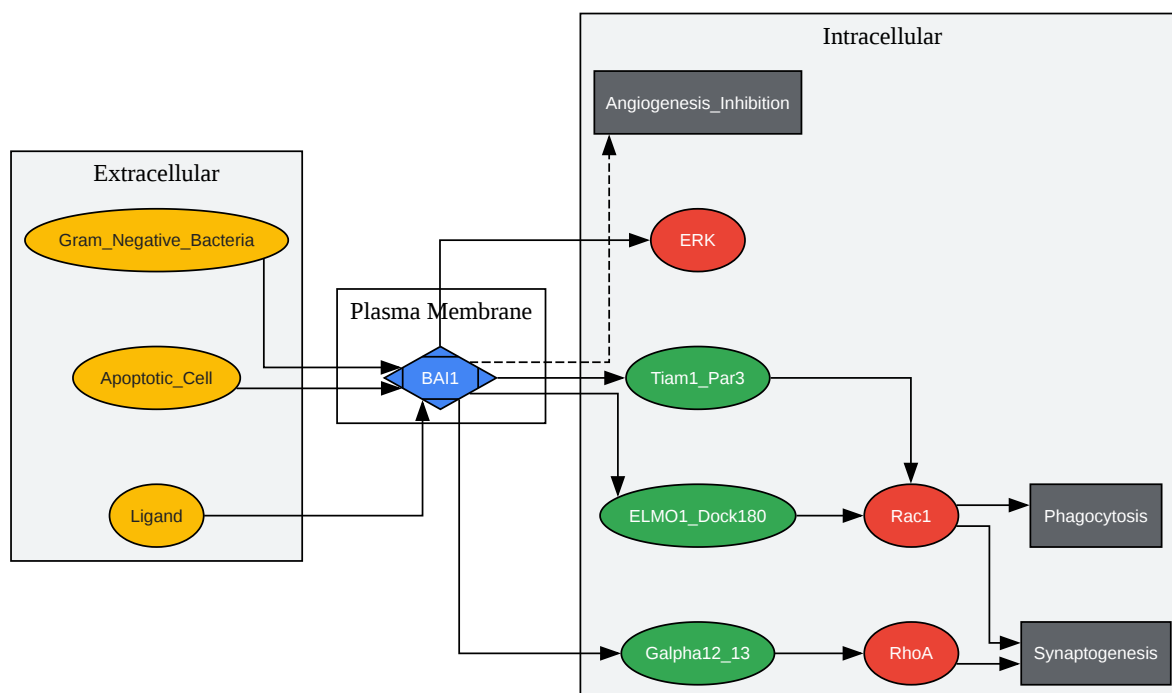 Extracellular
Gram_Negative_Bacteria
Apoptotic_Cell
Ligand
Plasma Membrane
BAI1
Intracellular
Angiogenesis_Inhibition
ERK
Tiam1_Par3
ELMO1_Dock180
Rac1
Phagocytosis
Galpha12_13
RhoA
Synaptogenesis